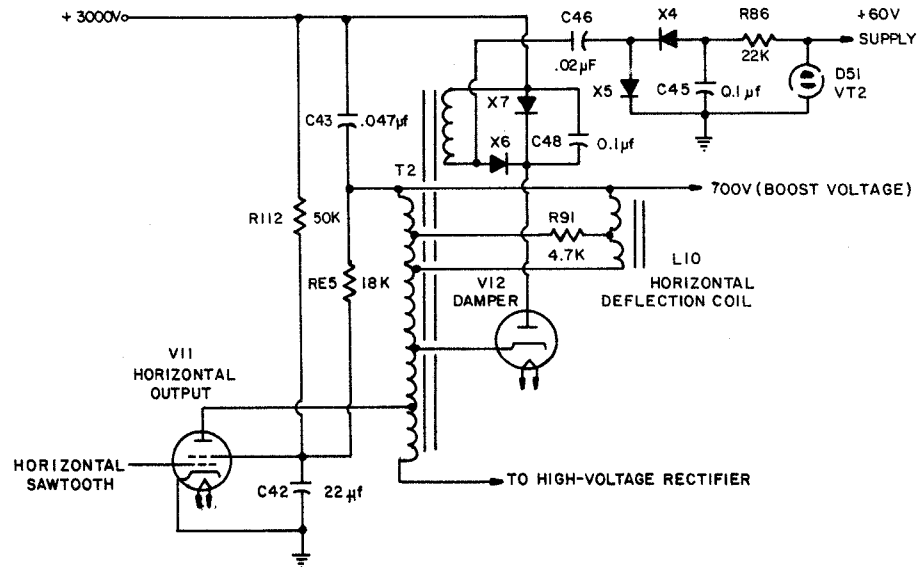 +3000V
C46
.02µF
X4
R86
22K
+60V
SUPPLY
X5
C45
0.1µf
D51
VT2
C43
.047µf
X7
C48
0.1µf
X6
T2
700V (BOOST VOLTAGE)
R112
50K
R91
4.7K
RE5
18K
V12
DAMPER
L10
HORIZONTAL
DEFLECTION COIL
V11
HORIZONTAL
OUTPUT
HORIZONTAL
SAWTOOTH
C42
22µf
TO HIGH-VOLTAGE RECTIFIER